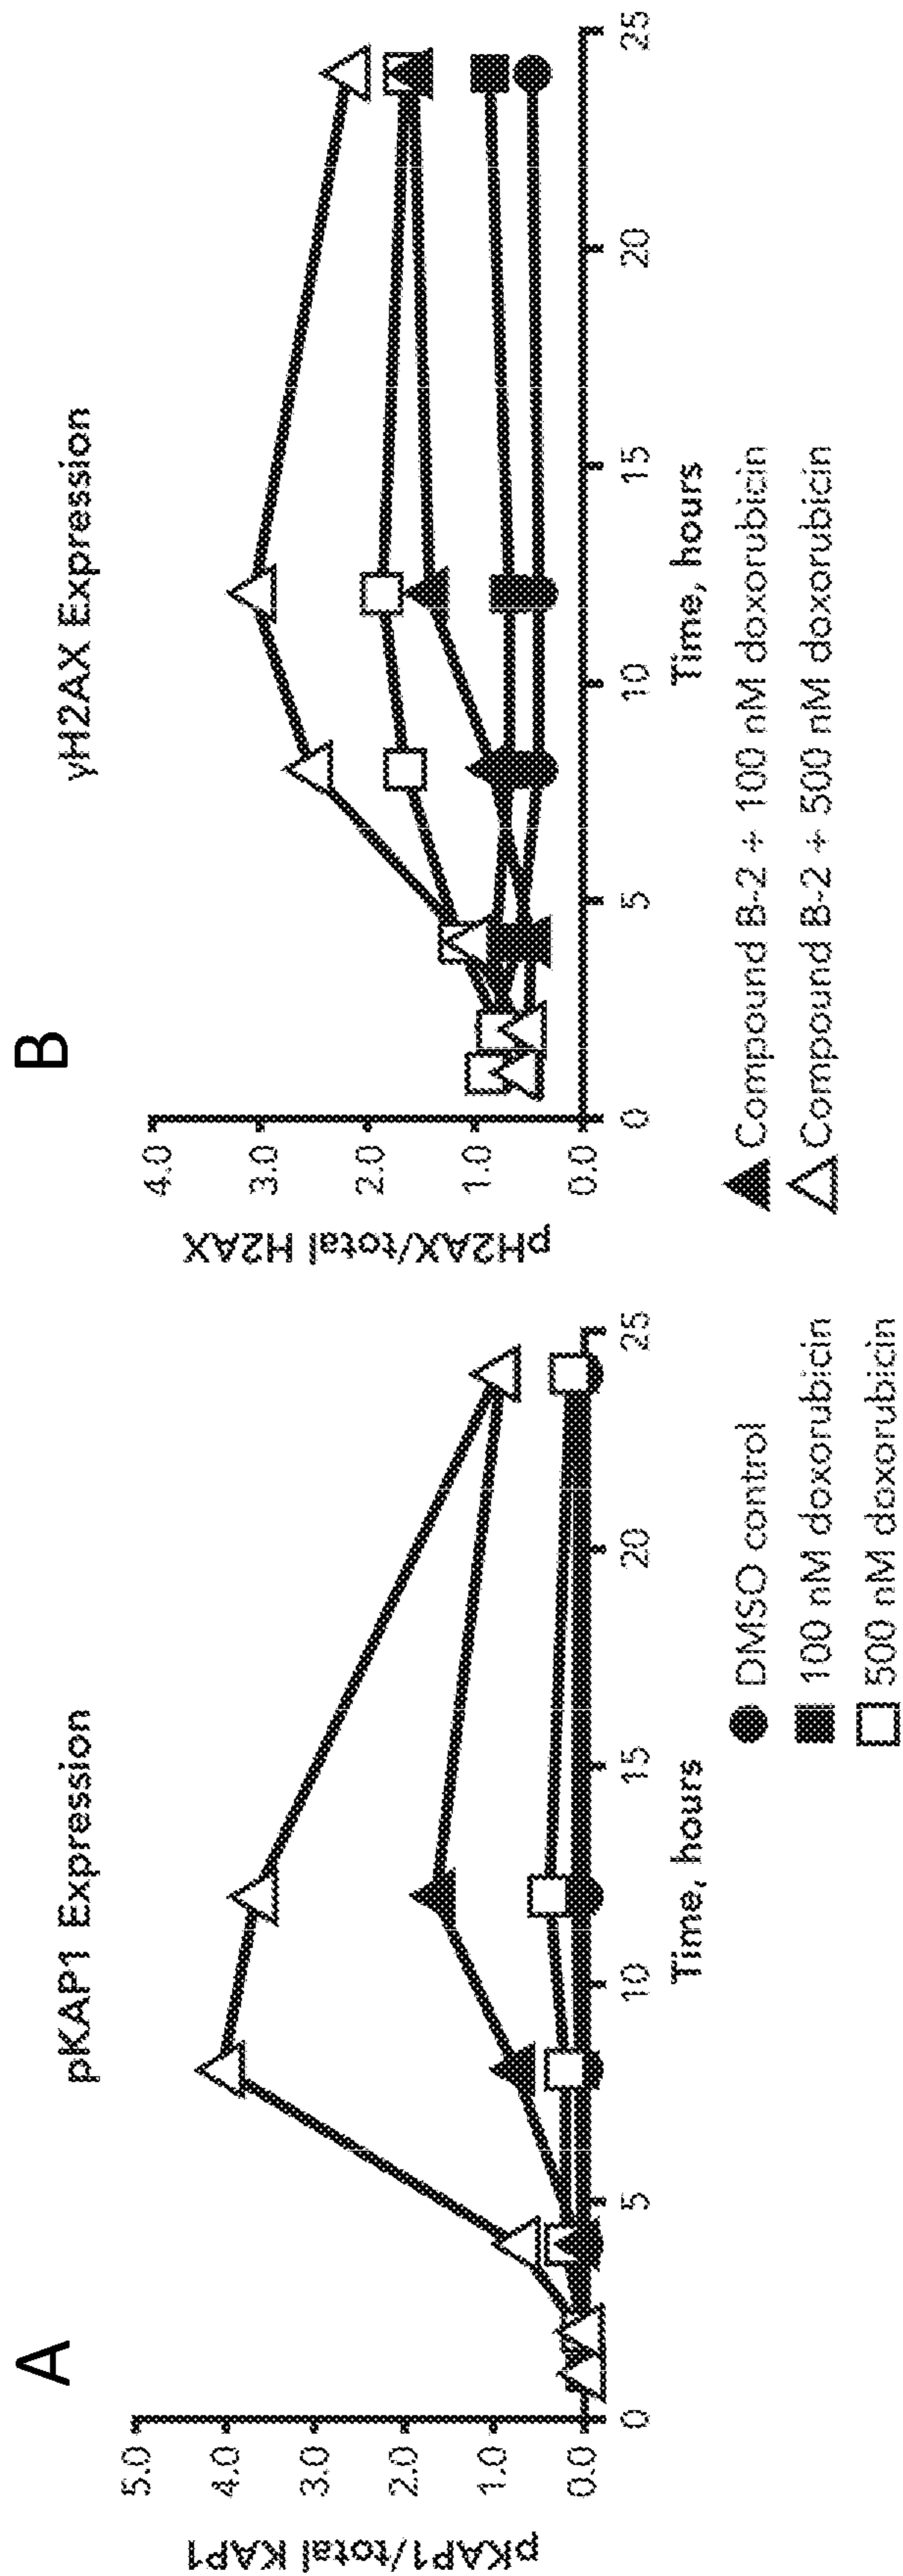 A
pKAP1 Expression
pKAP1/total KAP1
5.0
4.0
3.0
2.0
1.0
0.0
0
5
10
15
20
25
Time, hours
DMSO control
100 nM doxorubicin
500 nM doxorubicin
B
γH2AX Expression
pH2AX/total H2AX
4.0
3.0
2.0
1.0
0.0
0
5
10
15
20
25
Time, hours
Compound B-2 + 100 nM doxorubicin
Compound B-2 + 500 nM doxorubicin